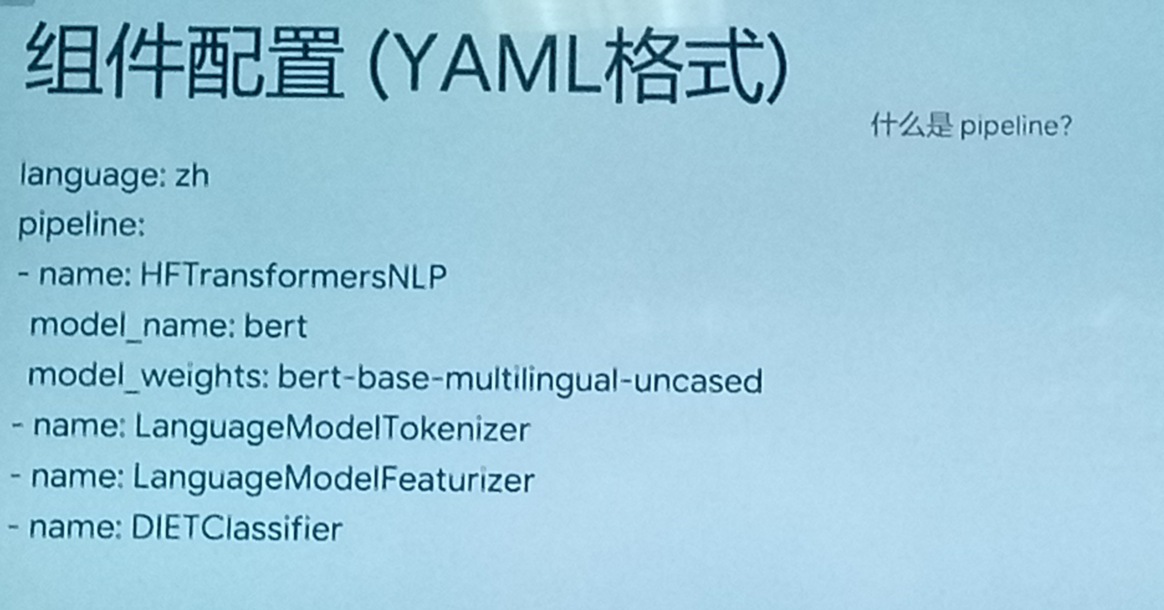 组件配置 (YAML格式)
什么是 pipeline?
language: zh
pipeline:
- name: HFTransformersNLP
model_name: bert
model_weights: bert-base-multilingual-uncased
- name: LanguageModelTokenizer
- name: LanguageModelFeaturizer
- name: DIETClassifier